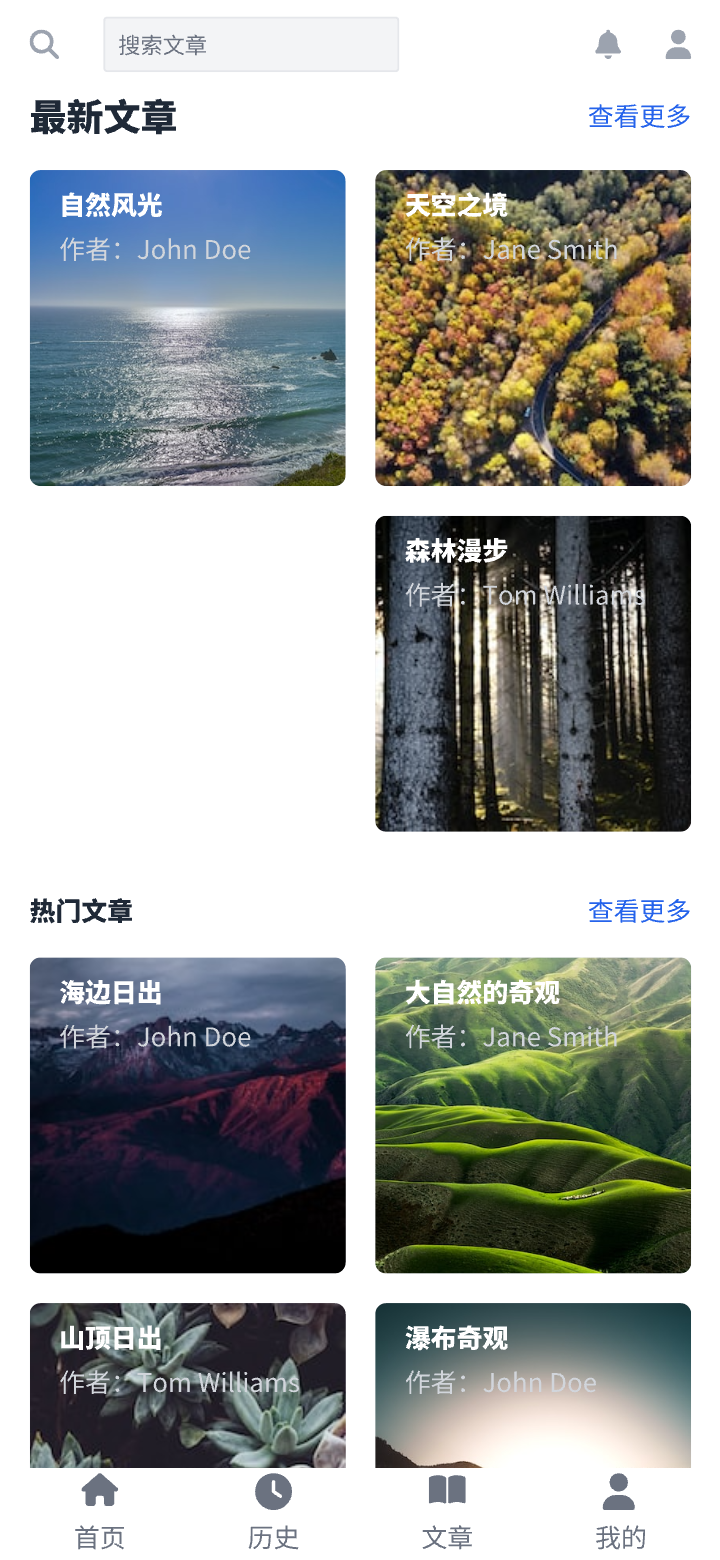 搜索文章
最新文章
查看更多
自然风光
作者：John Doe
天空之境
作者：Jane Smith
森林漫步
作者：Tom Williams
热门文章
查看更多
海边日出
作者：John Doe
大自然的奇观
作者：Jane Smith
山顶日出
作者：Tom Williams
瀑布奇观
作者：John Doe
首页
历史
文章
我的